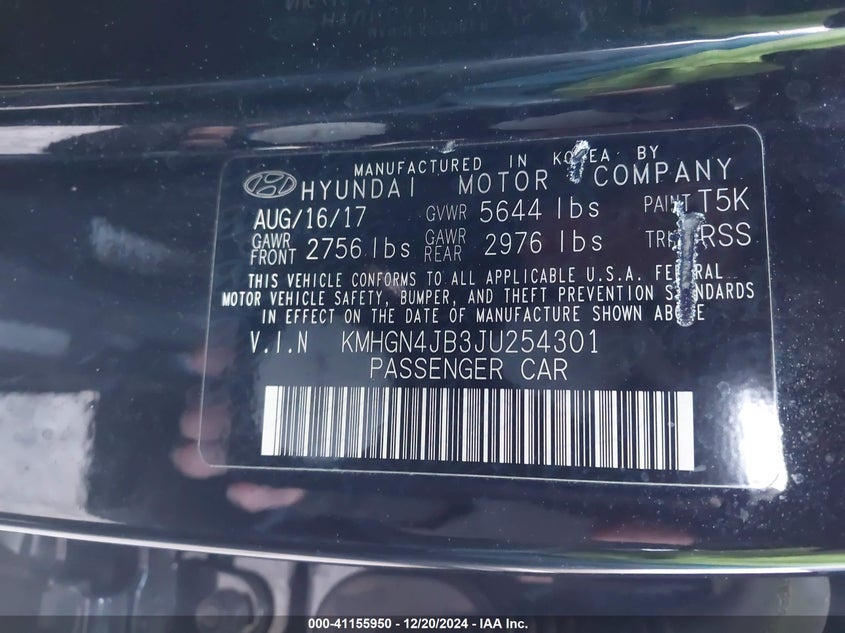 MANUFACTURED IN KOREA BY
HYUNDAI MOTOR COMPANY
AUG/16/17 GVWR 5644 lbs PAINT T5K
GAWR FRONT 2756 lbs GAWR REAR 2976 lbs RSS
THIS VEHICLE CONFORMS TO ALL APPLICABLE U.S.A. FEDERAL
MOTOR VEHICLE SAFETY, BUMPER, AND THEFT PREVENTION STANDARDS
IN EFFECT ON THE DATE OF MANUFACTURE SHOWN ABOVE
V.I.N KMHGN4JB3JU254301
PASSENGER CAR
000-41155950 - 12/20/2024 - IAA Inc.